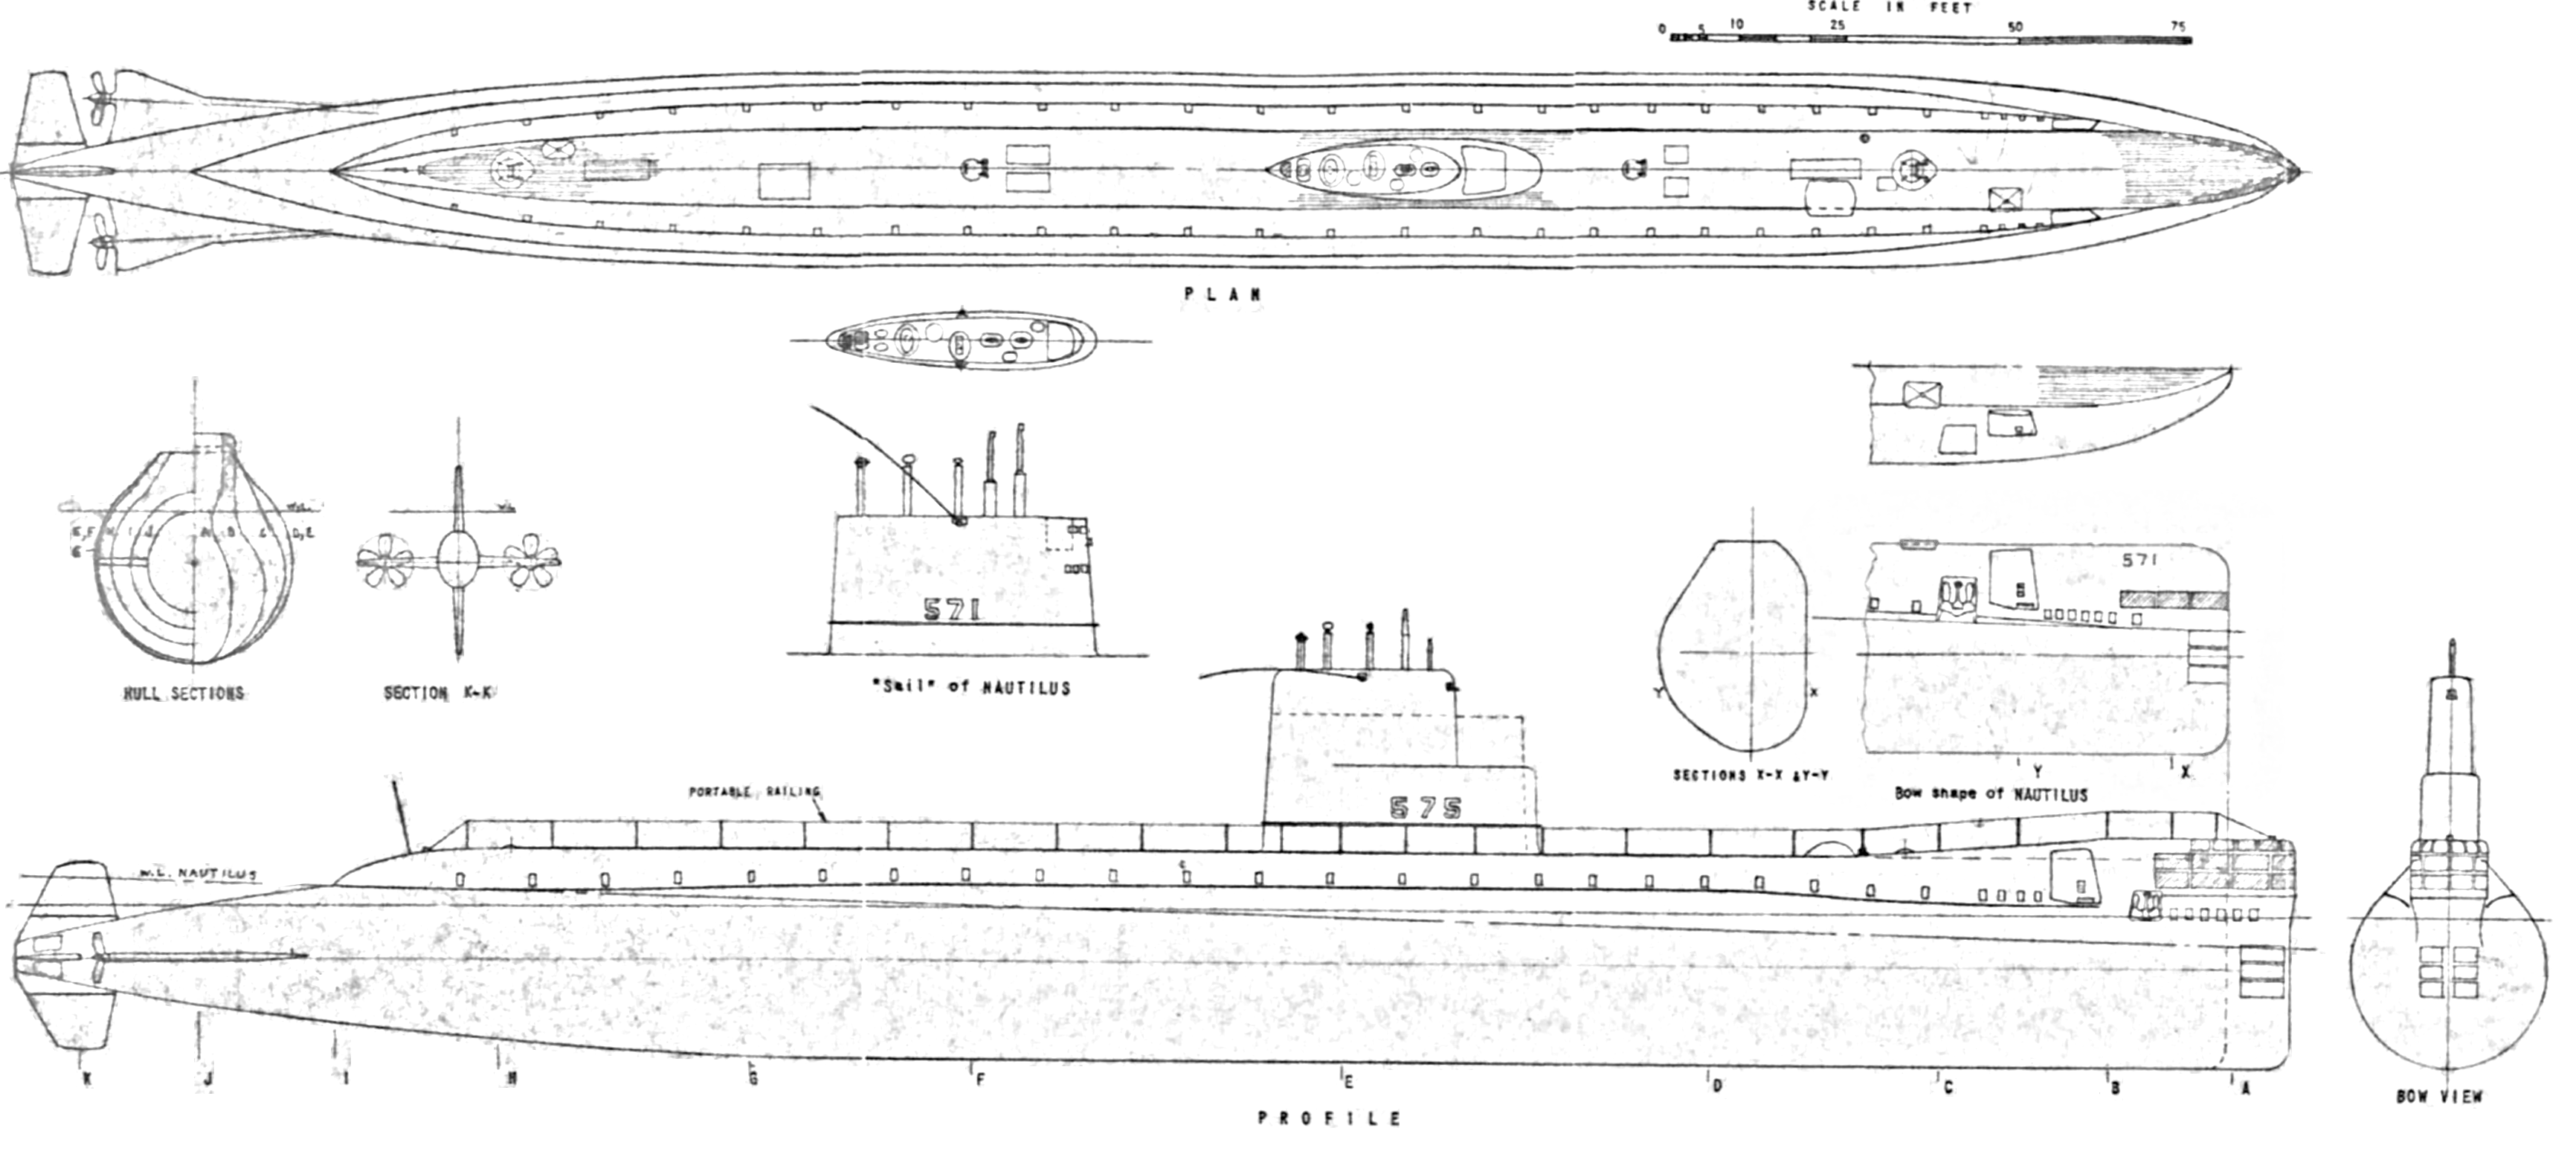 SCALE IN FEET
0 5 10 25 50 75
PLAN
571
"Sail" of NAUTILUS
W.L.
W.L.
E,F H I J A B C D,E
G
HULL SECTIONS
SECTION K-K
571
Y X
SECTIONS X-X & Y-Y
Y X
Bow shape of NAUTILUS
PORTABLE RAILING
575
W.L. NAUTILUS
K J I H G F E D C B A
PROFILE
BOW VIEW